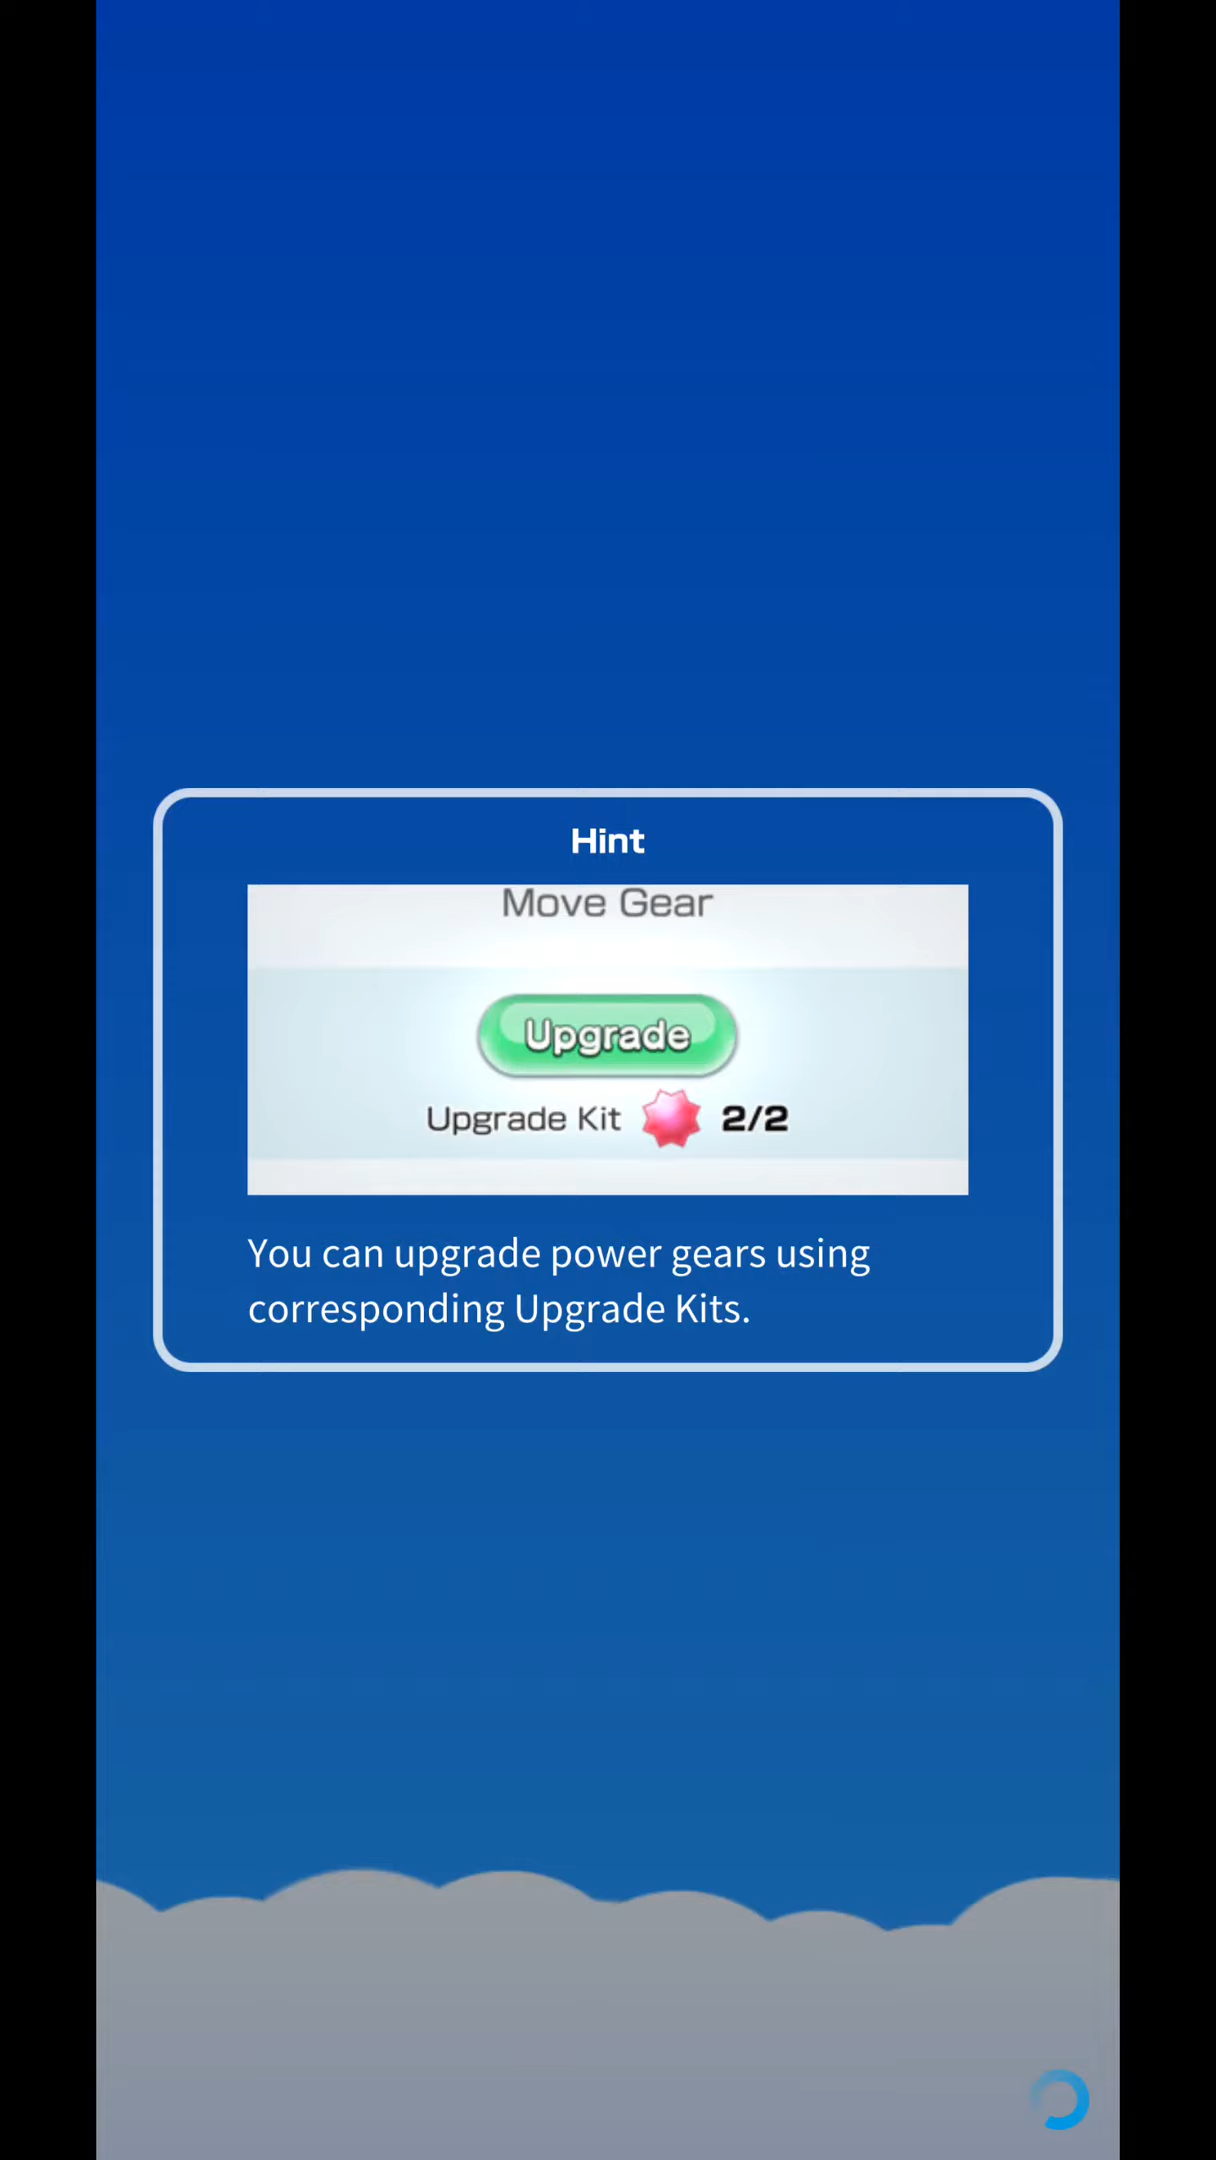 Hint
Move Gear
Upgrade
Upgrade Kit 2/2
You can upgrade power gears using
corresponding Upgrade Kits.